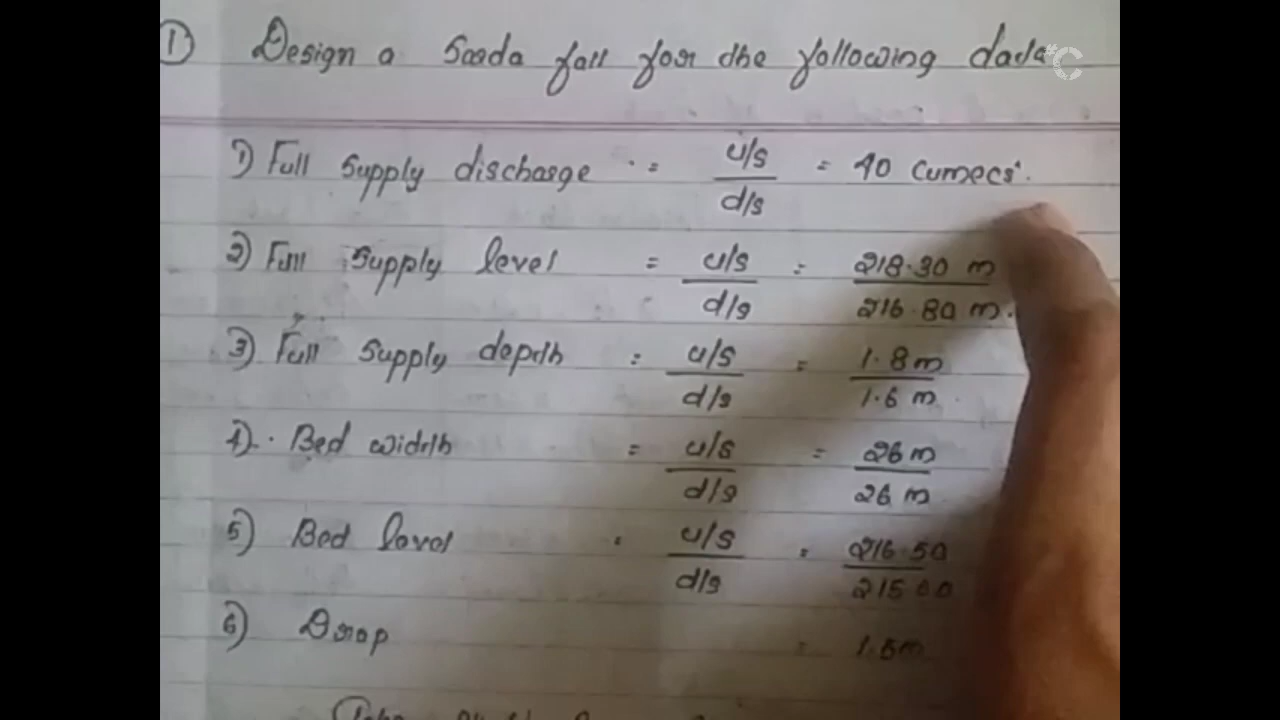 ① Design a Sarda fall for the following data
#C
1) Full Supply discharge = u/s / d/s = 40 Cumecs.
2) Full Supply level = u/s / d/s = 218.30 m / 216.80 m.
3) Full Supply depth = u/s / d/s = 1.8m / 1.6 m.
4). Bed width = u/s / d/s = 26m / 26 m
5) Bed level = u/s / d/s = 216.50 / 215.00
6) Drop = 1.5m